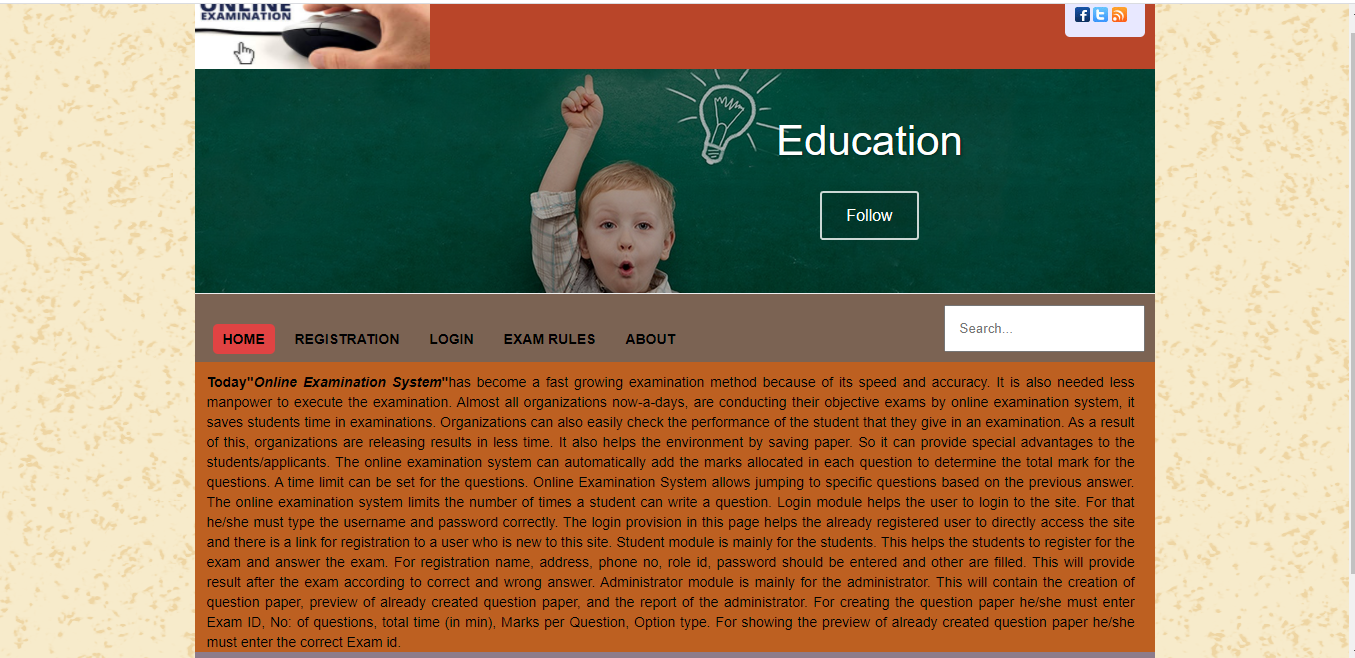 ONLINE
EXAMINATION
Education
Follow
Search...
HOME REGISTRATION LOGIN EXAM RULES ABOUT
Today"Online Examination System"has become a fast growing examination method because of its speed and accuracy. It is also needed less
manpower to execute the examination. Almost all organizations now-a-days, are conducting their objective exams by online examination system, it
saves students time in examinations. Organizations can also easily check the performance of the student that they give in an examination. As a result
of this, organizations are releasing results in less time. It also helps the environment by saving paper. So it can provide special advantages to the
students/applicants. The online examination system can automatically add the marks allocated in each question to determine the total mark for the
questions. A time limit can be set for the questions. Online Examination System allows jumping to specific questions based on the previous answer.
The online examination system limits the number of times a student can write a question. Login module helps the user to login to the site. For that
he/she must type the username and password correctly. The login provision in this page helps the already registered user to directly access the site
and there is a link for registration to a user who is new to this site. Student module is mainly for the students. This helps the students to register for the
exam and answer the exam. For registration name, address, phone no, role id, password should be entered and other are filled. This will provide
result after the exam according to correct and wrong answer. Administrator module is mainly for the administrator. This will contain the creation of
question paper, preview of already created question paper, and the report of the administrator. For creating the question paper he/she must enter
Exam ID, No: of questions, total time (in min), Marks per Question, Option type. For showing the preview of already created question paper he/she
must enter the correct Exam id.